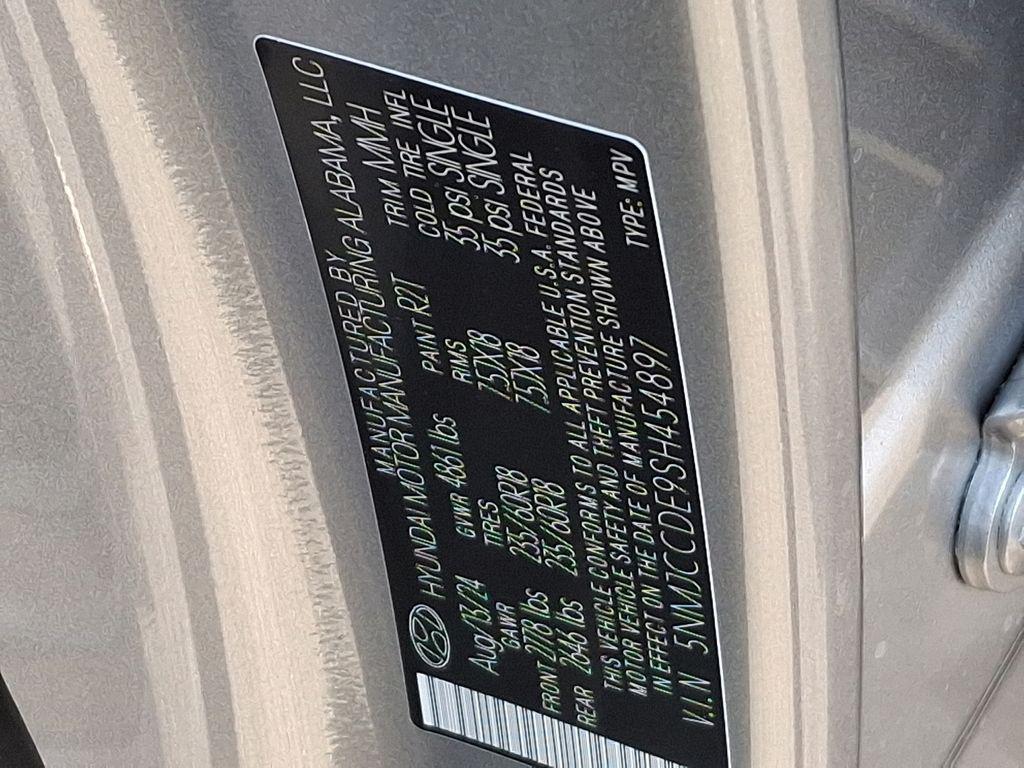 MANUFACTURED BY
HYUNDAI MOTOR MANUFACTURING ALABAMA, LLC
Aug/13/24 GVWR 4861 lbs PAINT R2T TRIM MMH
GAWR TIRES RIMS COLD TIRE INFL
FRONT 2778 lbs 235/60R18 7.5JX18 35 psi SINGLE
REAR 2646 lbs 235/60R18 7.5JX18 35 psi SINGLE
THIS VEHICLE CONFORMS TO ALL APPLICABLE U.S.A. FEDERAL
MOTOR VEHICLE SAFETY AND THEFT PREVENTION STANDARDS
IN EFFECT ON THE DATE OF MANUFACTURE SHOWN ABOVE
V.I.N 5NMJCCDE9SH454897 TYPE: MPV